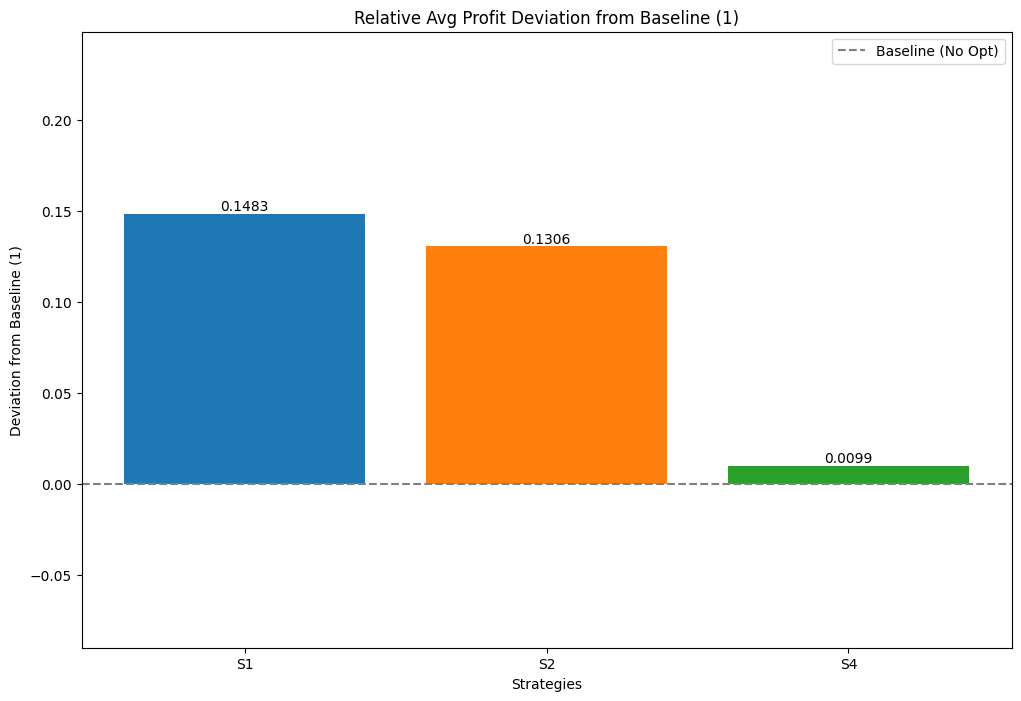 Relative Avg Profit Deviation from Baseline (1)
Baseline (No Opt)
Deviation from Baseline (1)
0.20
0.15
0.10
0.05
0.00
−0.05
0.1483
0.1306
0.0099
S1
S2
S4
Strategies